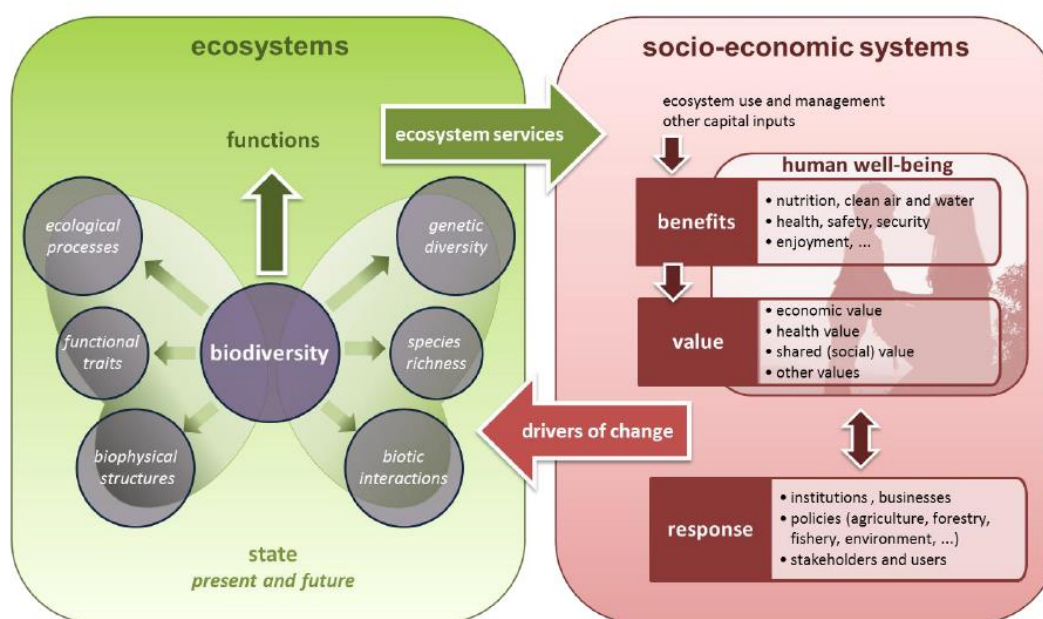 ecosystems
functions
ecological
processes
genetic
diversity
functional
traits
biodiversity
species
richness
biophysical
structures
biotic
interactions
state
present and future
ecosystem services
drivers of change
socio-economic systems
ecosystem use and management
other capital inputs
human well-being
benefits
• nutrition, clean air and water
• health, safety, security
• enjoyment, ...
value
• economic value
• health value
• shared (social) value
• other values
response
• institutions , businesses
• policies (agriculture, forestry,
fishery, environment, ...)
• stakeholders and users